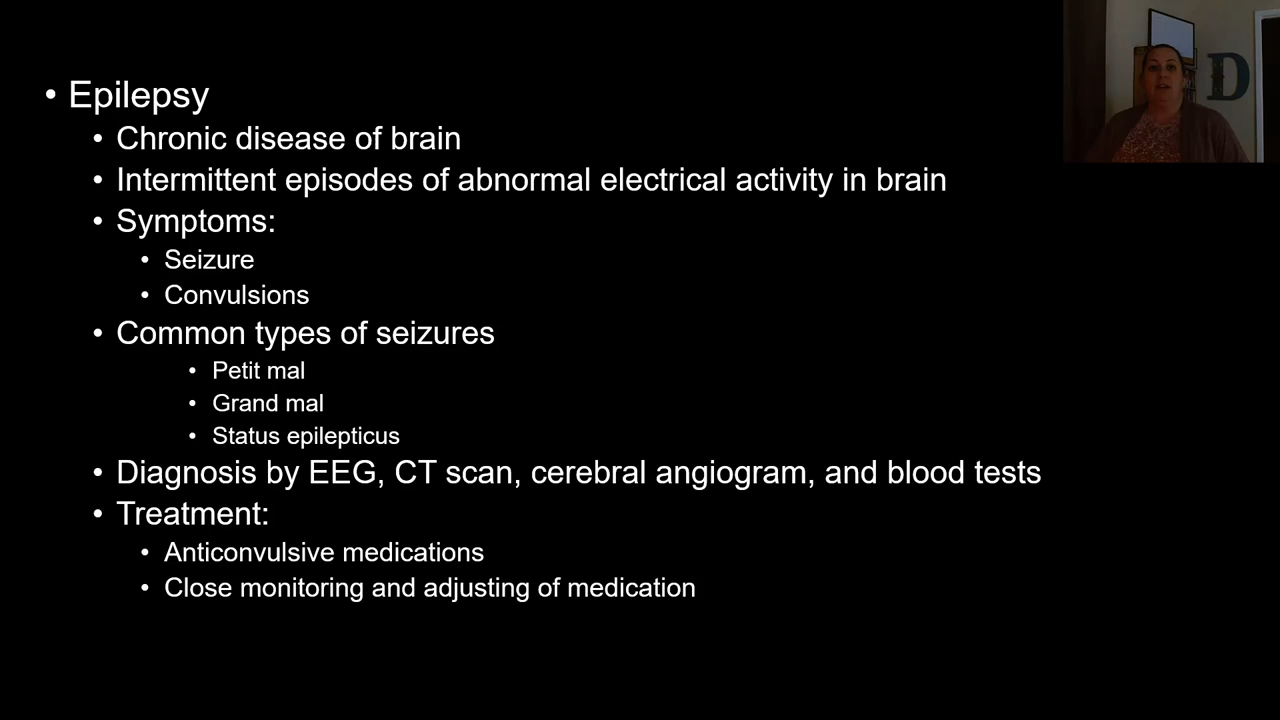 • Epilepsy
• Chronic disease of brain
• Intermittent episodes of abnormal electrical activity in brain
• Symptoms:
• Seizure
• Convulsions
• Common types of seizures
• Petit mal
• Grand mal
• Status epilepticus
• Diagnosis by EEG, CT scan, cerebral angiogram, and blood tests
• Treatment:
• Anticonvulsive medications
• Close monitoring and adjusting of medication
D